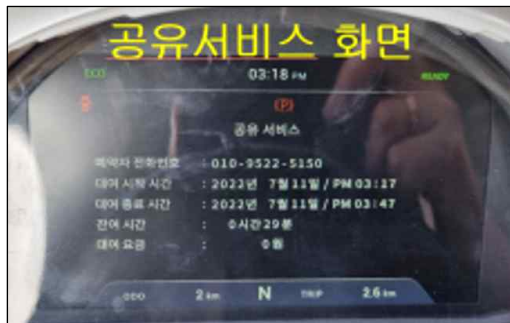 공유서비스 화면
ECO 03:18 PM READY
(P)
공유 서비스
예약자 전화번호 : 010-9522-5150
대여 시작 시간 : 2022년 7월11일 / PM 03:17
대여 종료 시간 : 2022년 7월11일 / PM 03:47
잔여 시간 : 0시간29분
대여 요금 : 0원
ODO 2 km N TRIP 2.6 km